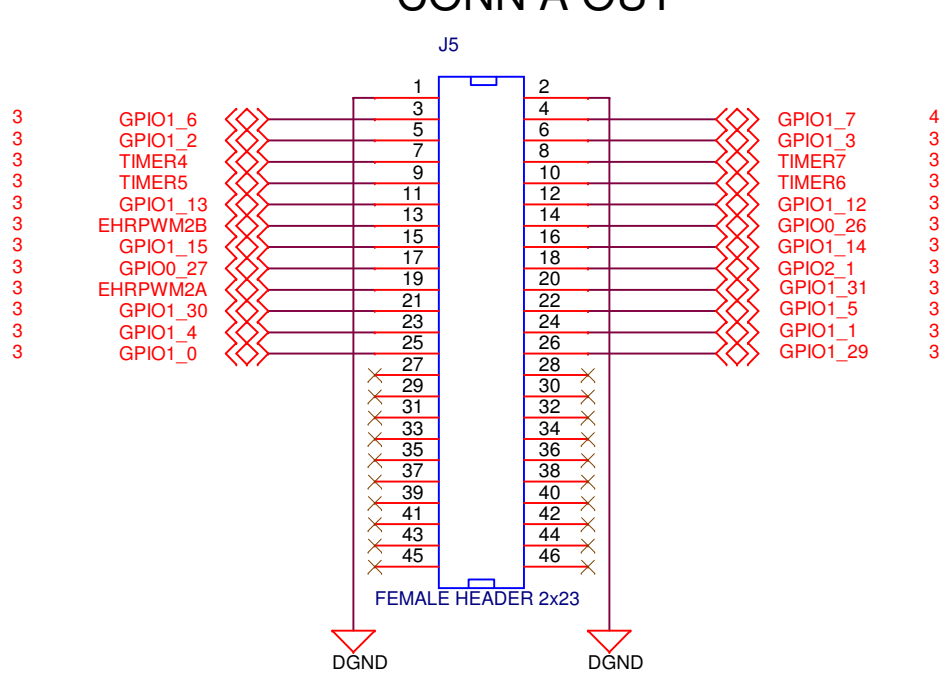 CONN A OUT
J5
1 2
3 4
3 GPIO1_6 GPIO1_7 4
5 6
3 GPIO1_2 GPIO1_3 3
7 8
3 TIMER4 TIMER7 3
9 10
3 TIMER5 TIMER6 3
11 12
3 GPIO1_13 GPIO1_12 3
13 14
3 EHRPWM2B GPIO0_26 3
15 16
3 GPIO1_15 GPIO1_14 3
17 18
3 GPIO0_27 GPIO2_1 3
19 20
3 EHRPWM2A GPIO1_31 3
21 22
3 GPIO1_30 GPIO1_5 3
23 24
3 GPIO1_4 GPIO1_1 3
25 26
3 GPIO1_0 GPIO1_29 3
27 28
29 30
31 32
33 34
35 36
37 38
39 40
41 42
43 44
45 46
FEMALE HEADER 2x23
DGND DGND